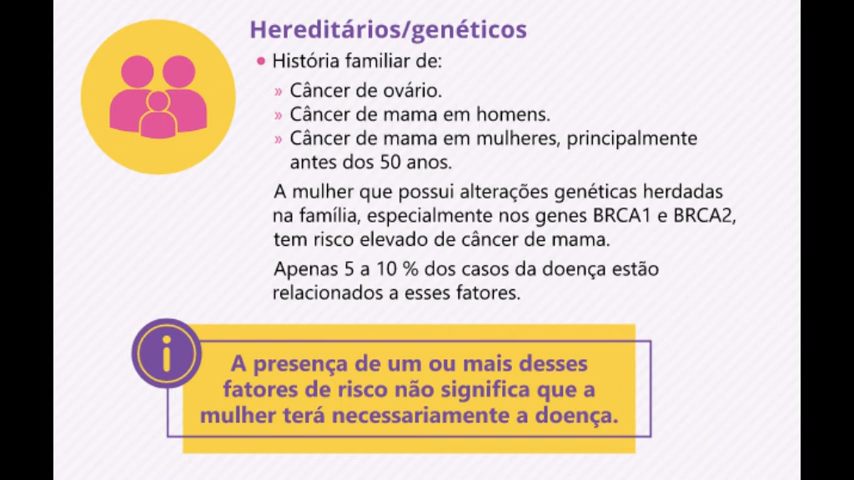 Hereditários/genéticos
• História familiar de:
» Câncer de ovário.
» Câncer de mama em homens.
» Câncer de mama em mulheres, principalmente
antes dos 50 anos.
A mulher que possui alterações genéticas herdadas
na família, especialmente nos genes BRCA1 e BRCA2,
tem risco elevado de câncer de mama.
Apenas 5 a 10 % dos casos da doença estão
relacionados a esses fatores.
i
A presença de um ou mais desses
fatores de risco não significa que a
mulher terá necessariamente a doença.